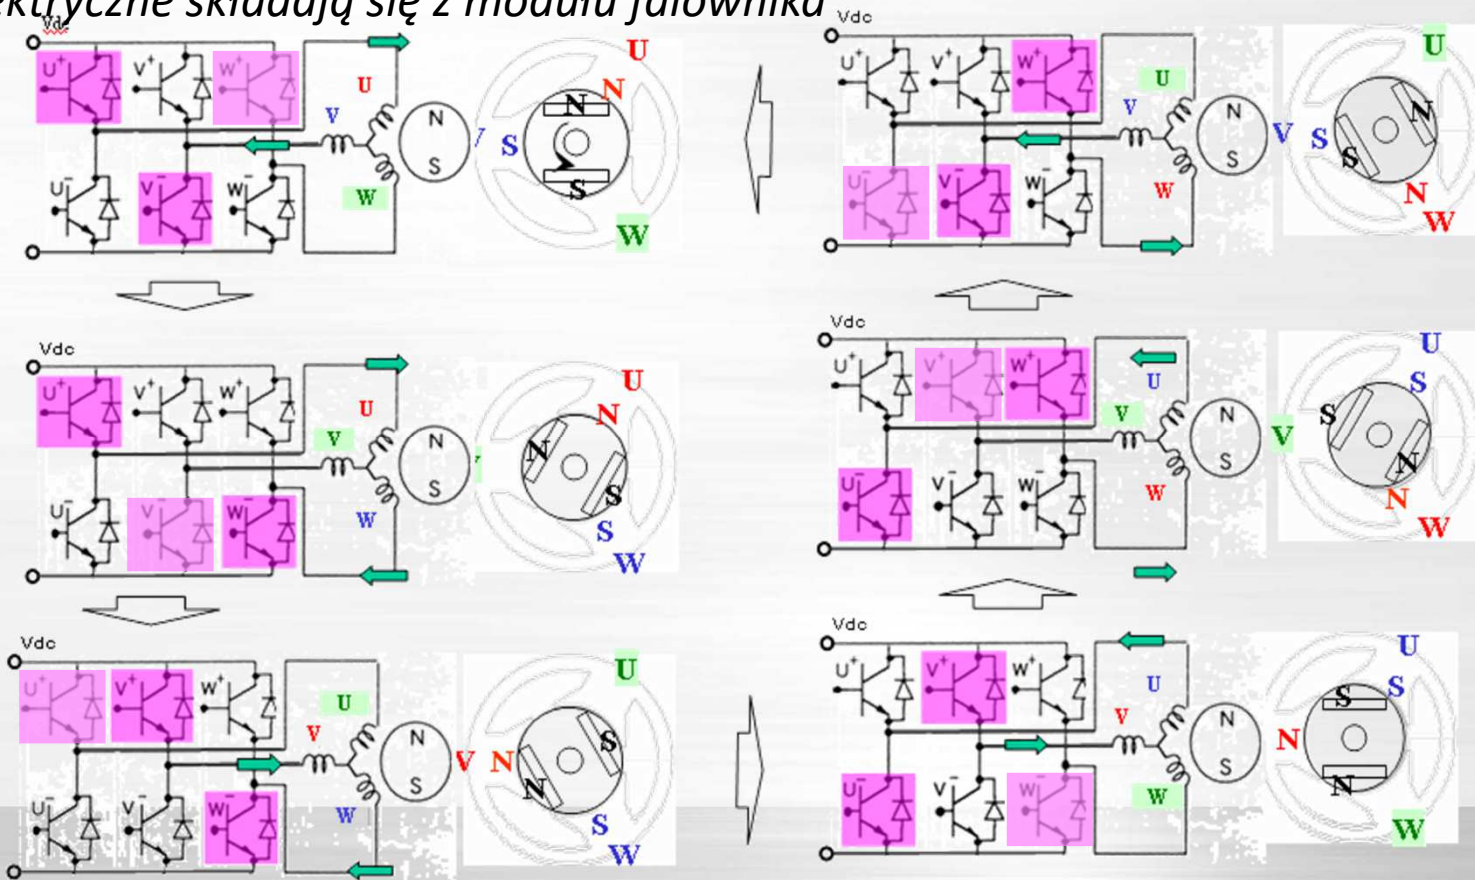 ektryczne składają się z modułu falownika
Vdc
U+ V+ W+
U
N
U
N
V
N
S
S
U- V- W-
W
S
W
Vdc
U+ V+ W+
U
V
N
S
U
N
V
S
S
N
U- V- W-
W
N
W
Vdc
U+ V+ W+
U
V
N
S
U
N
N
U- V- W-
W
S
S
W
Vdc
U+ V+ W+
U
V
N
S
U
S
V
S
N
U- V- W-
W
N
W
Vdc
U+ V+ W+
U
V
N
S
U
V
N
S
N
U- V- W-
W
S
W
Vdc
U+ V+ W+
U
V
N
S
U
S
S
N
U- V- W-
W
N
W